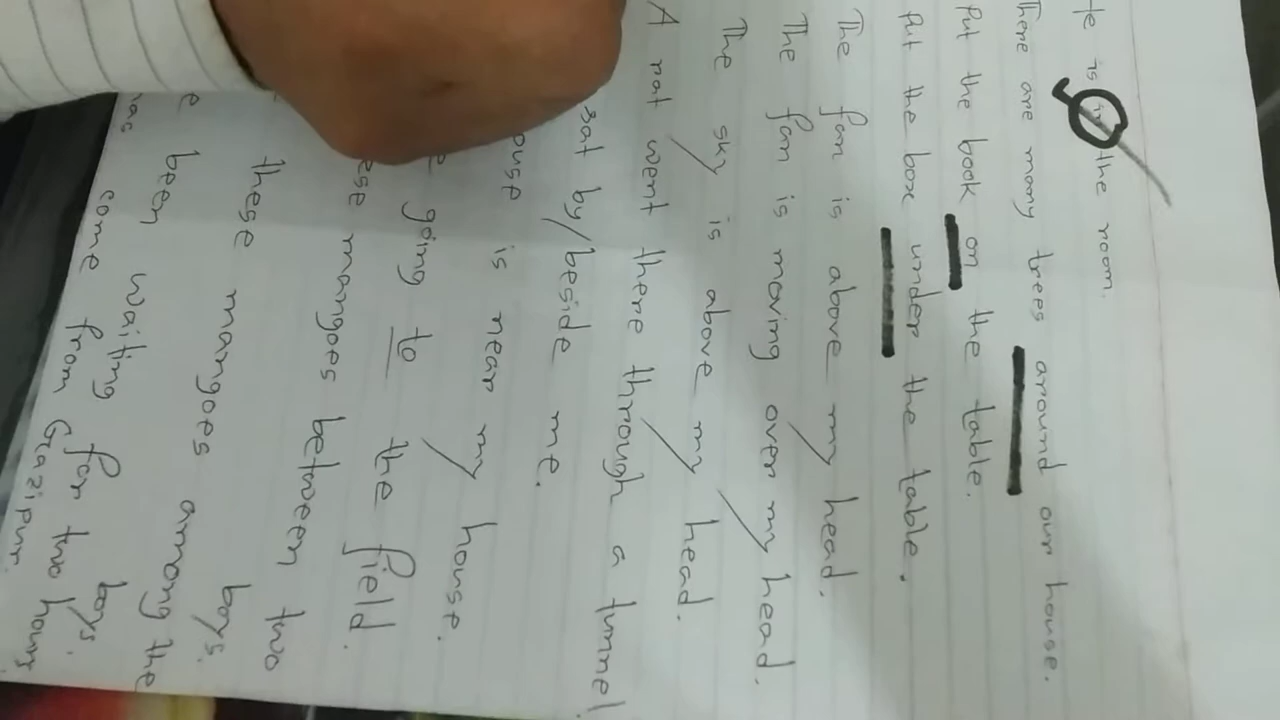 is in the room.
There are many trees around our house.
Put the book on the table.
Put the box under the table.
The fan is above my head.
The fan is moving over my head.
The sky is above my head.
A rat went there through a tunnel.
sat by/beside me.
is near my house.
going to the field.
mangoes between two
boys.
these mangoes among the
boys.
been waiting for two hours.
come from Gazipur.